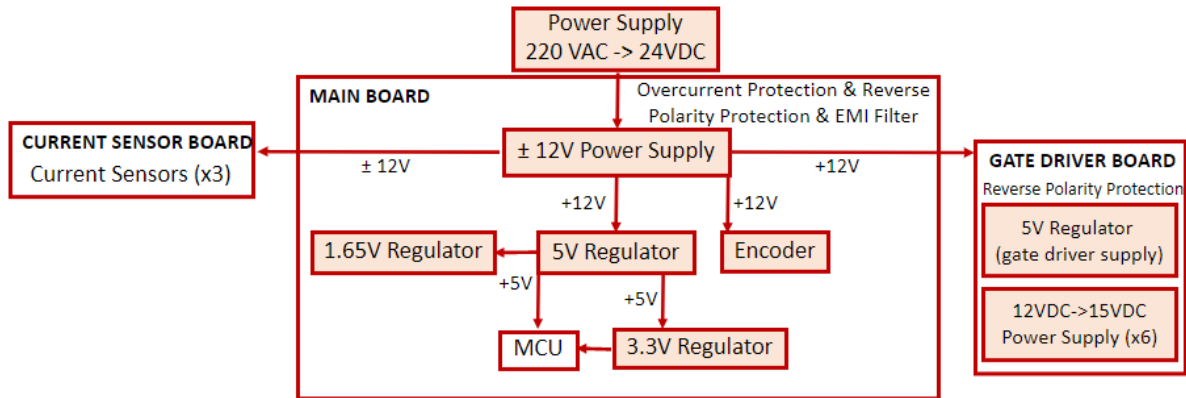 Power Supply
220 VAC -> 24VDC
MAIN BOARD
Overcurrent Protection & Reverse
Polarity Protection & EMI Filter
CURRENT SENSOR BOARD
Current Sensors (x3)
± 12V
± 12V Power Supply
+12V
GATE DRIVER BOARD
Reverse Polarity Protection
5V Regulator
(gate driver supply)
12VDC->15VDC
Power Supply (x6)
+12V
+12V
1.65V Regulator
5V Regulator
Encoder
+5V
+5V
MCU
3.3V Regulator